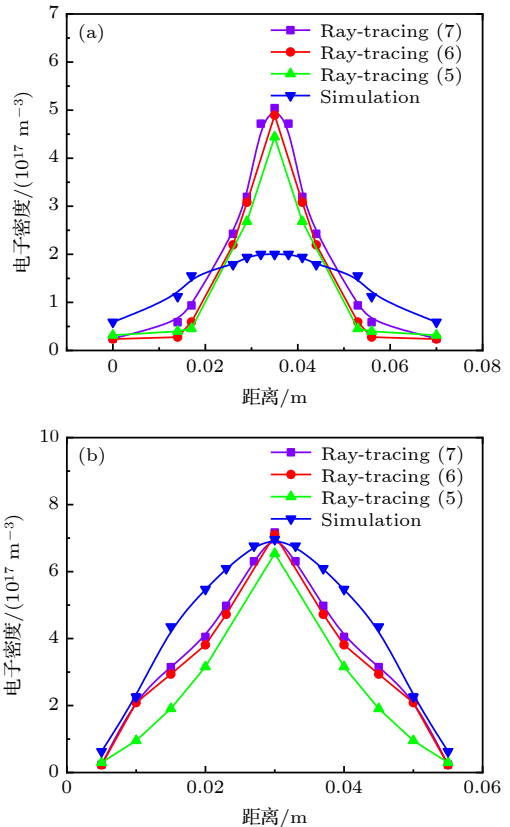 (a)
Ray-tracing (7)
Ray-tracing (6)
Ray-tracing (5)
Simulation
电子密度/(10¹⁷ m⁻³)
7
6
5
4
3
2
1
0
0 0.02 0.04 0.06 0.08
距离/m
(b)
Ray-tracing (7)
Ray-tracing (6)
Ray-tracing (5)
Simulation
电子密度/(10¹⁷ m⁻³)
10
8
6
4
2
0
0 0.02 0.04 0.06
距离/m